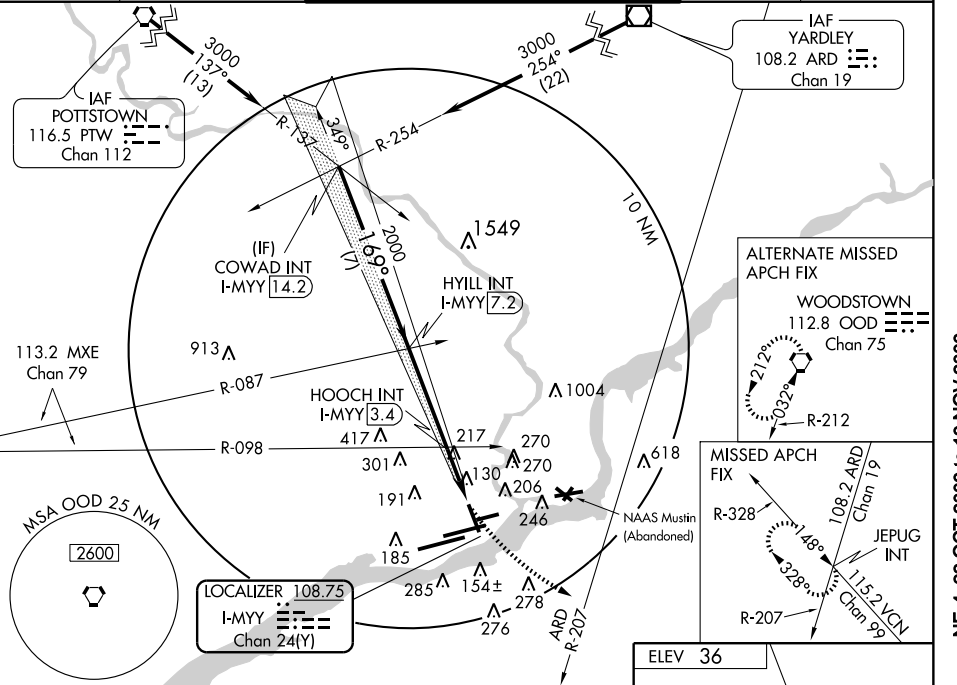 IAF
POTTSTOWN
116.5 PTW
Chan 112
3000
137°
(13)
R-137
349°
R-254
3000
254°
(22)
IAF
YARDLEY
108.2 ARD
Chan 19
10 NM
1549
2000
169°
(7)
(IF)
COWAD INT
I-MYY 14.2
HYILL INT
I-MYY 7.2
913
113.2 MXE
Chan 79
R-087
HOOCH INT
I-MYY 3.4
R-098
1004
417
217
270
270
301
130
206
191
246
618
185
NAAS Mustin
(Abandoned)
285
154±
278
276
ARD
R-207
MSA OOD 25 NM
2600
LOCALIZER 108.75
I-MYY
Chan 24(Y)
ALTERNATE MISSED
APCH FIX
WOODSTOWN
112.8 OOD
Chan 75
212°
032°
R-212
MISSED APCH
FIX
R-328
108.2 ARD
Chan 19
148°
328°
JEPUG
INT
R-207
115.2 VCN
Chan 99
ELEV 36